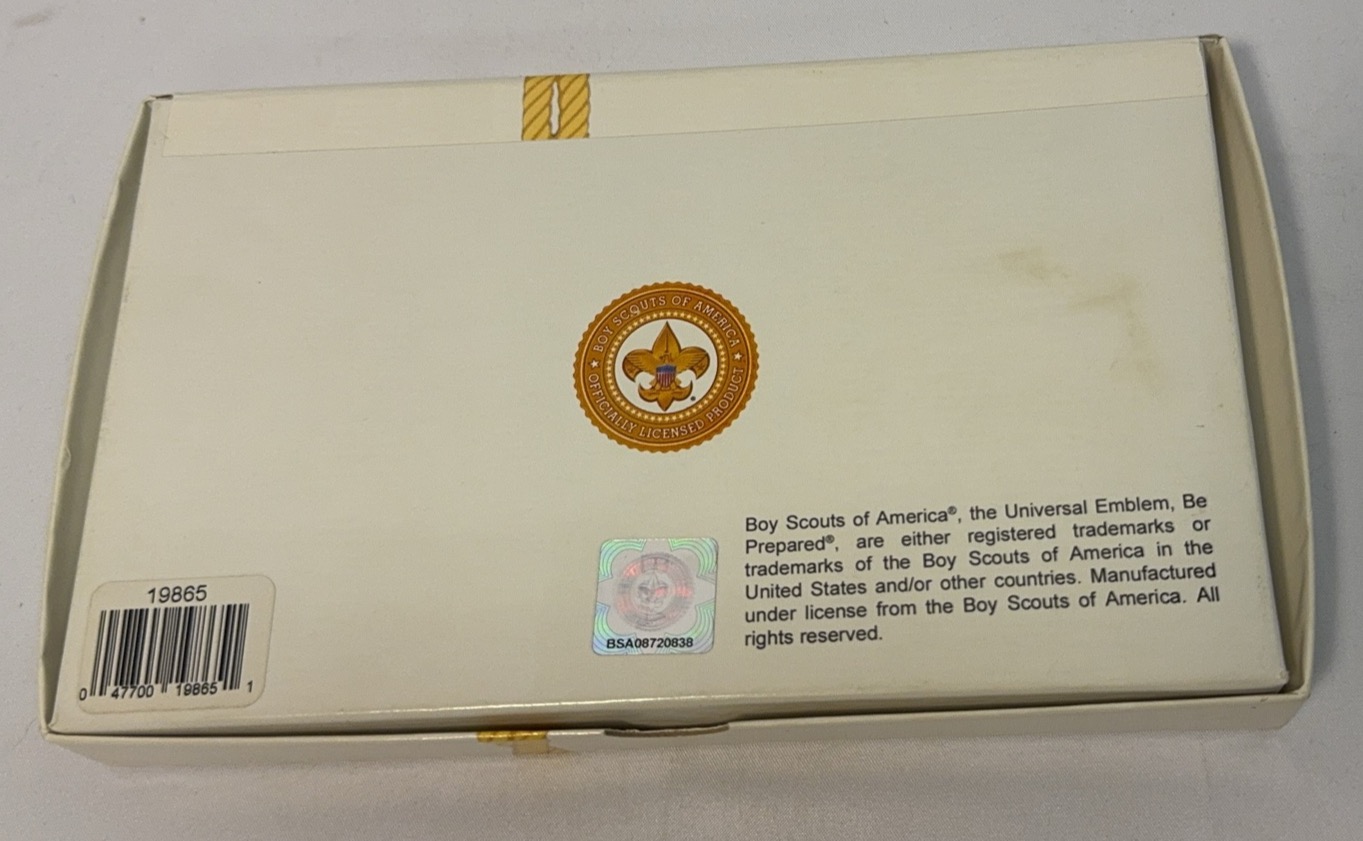 BOY SCOUTS OF AMERICA
OFFICIALLY LICENSED PRODUCT
Boy Scouts of America®, the Universal Emblem, Be
Prepared®, are either registered trademarks or
trademarks of the Boy Scouts of America in the
United States and/or other countries. Manufactured
under license from the Boy Scouts of America. All
rights reserved.
BSA08720838
19865
0 47700 19865 1